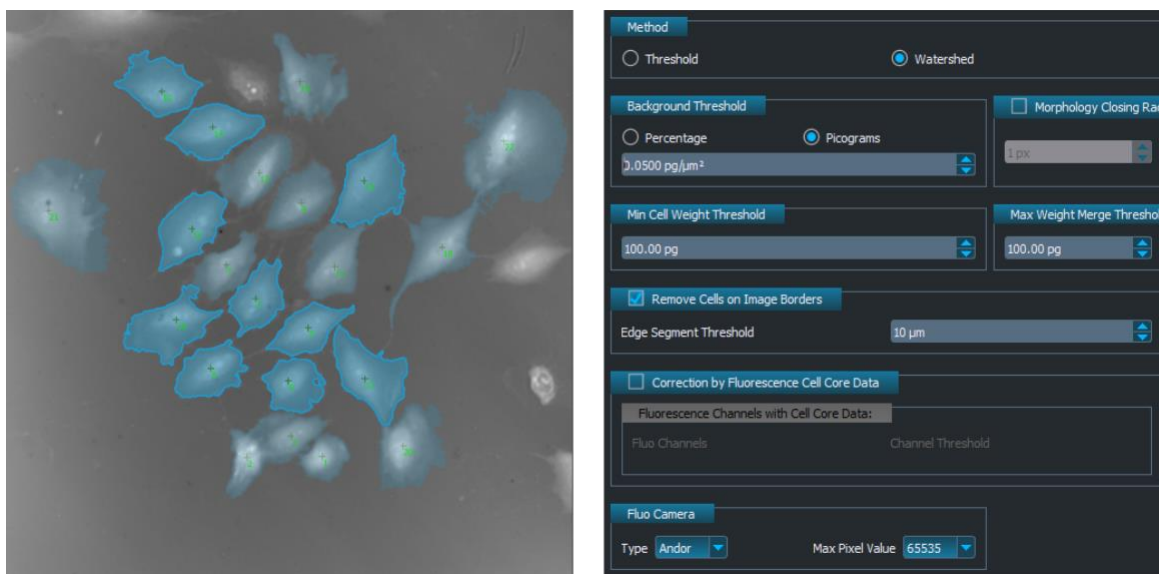 Method
Threshold Watershed
Background Threshold Morphology Closing Rad
Percentage Picograms
0.0500 pg/µm² 1 px
Min Cell Weight Threshold Max Weight Merge Thresho
100.00 pg 100.00 pg
Remove Cells on Image Borders
Edge Segment Threshold 10 µm
Correction by Fluorescence Cell Core Data
Fluorescence Channels with Cell Core Data:
Fluo Channels Channel Threshold
Fluo Camera
Type Andor Max Pixel Value 65535